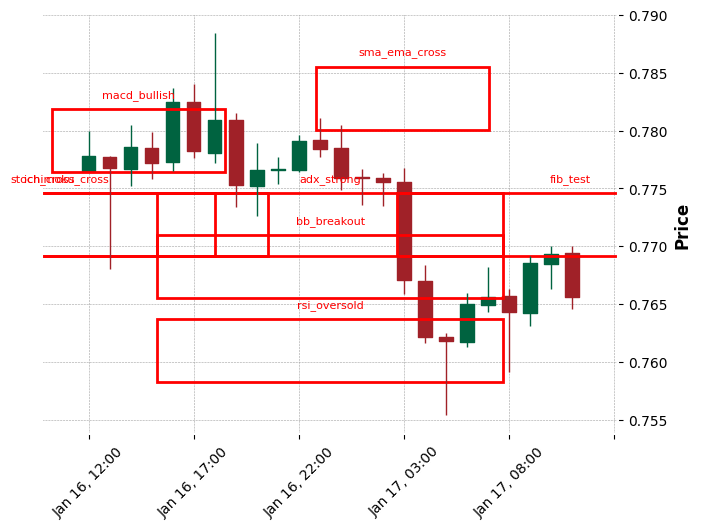 0.790
sma_ema_cross
0.785
macd_bullish
0.780
adx_strong
fib_test
0.775
bb_breakout
0.770
Price
rsi_oversold
0.765
0.760
0.755
Jan 16, 12:00
Jan 16, 17:00
Jan 16, 22:00
Jan 17, 03:00
Jan 17, 08:00